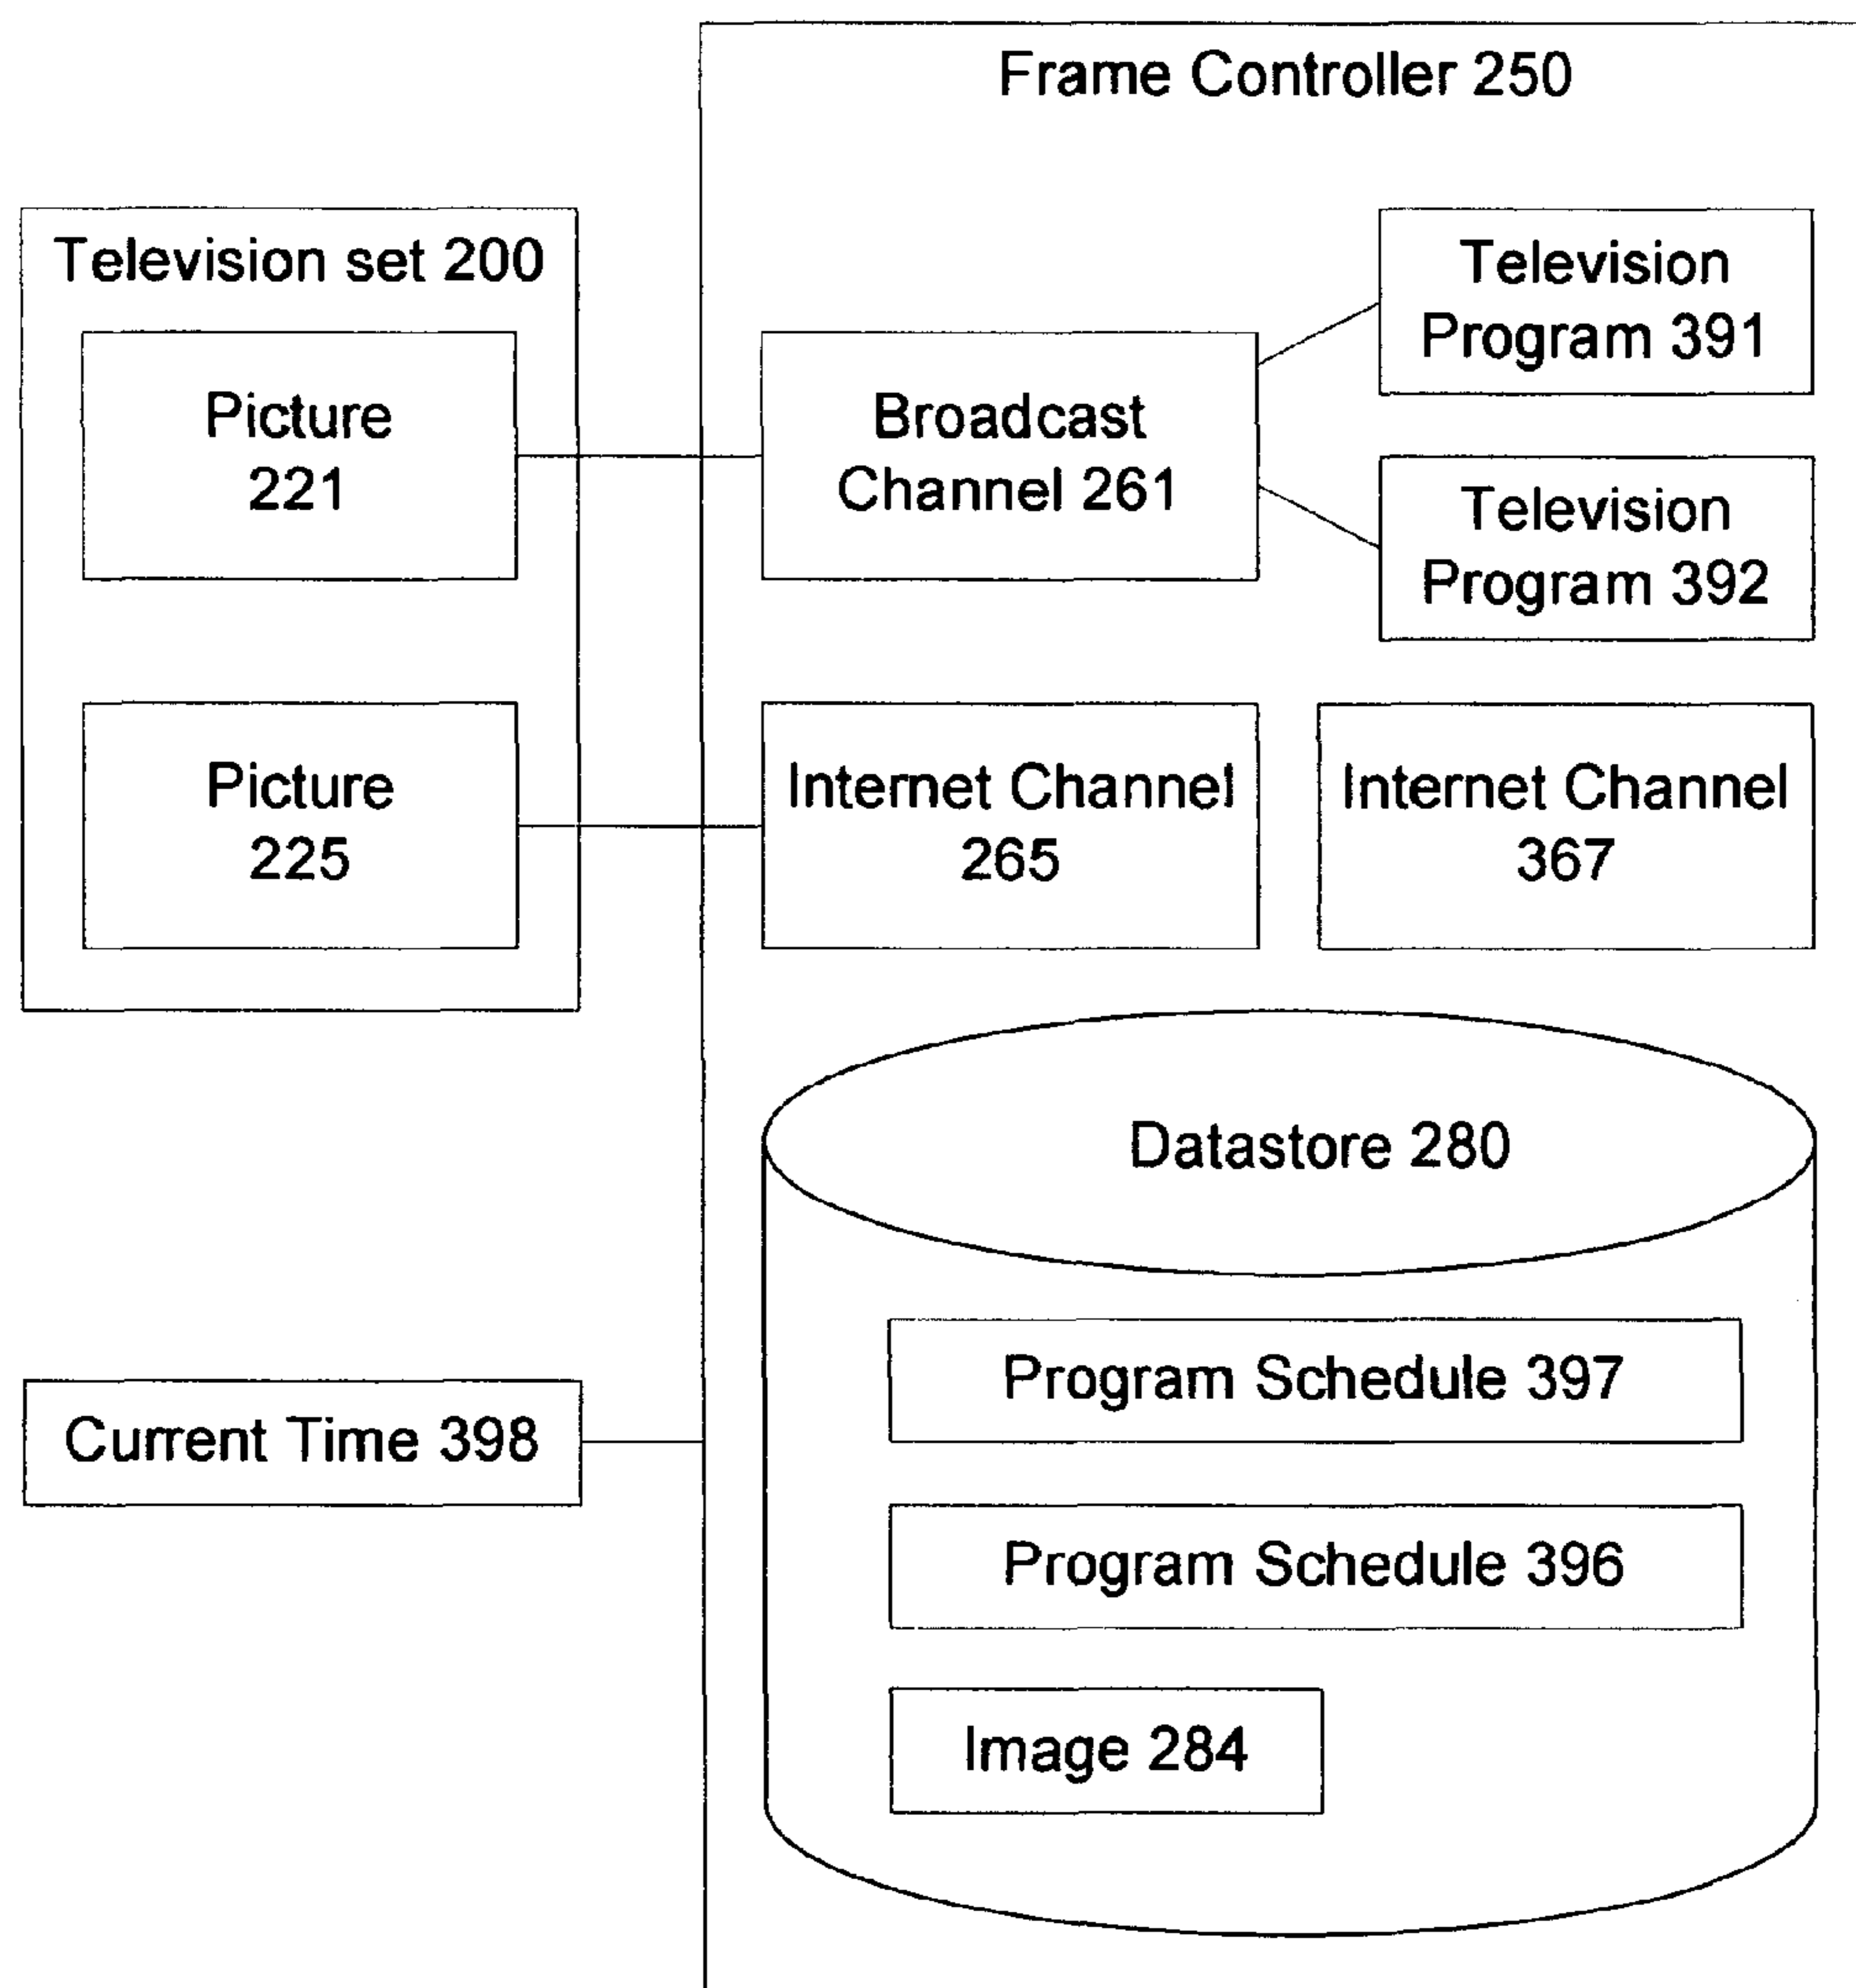 Frame Controller 250
Television set 200
Picture
221
Broadcast
Channel 261
Television
Program 391
Television
Program 392
Picture
225
Internet Channel
265
Internet Channel
367
Datastore 280
Program Schedule 397
Current Time 398
Program Schedule 396
Image 284